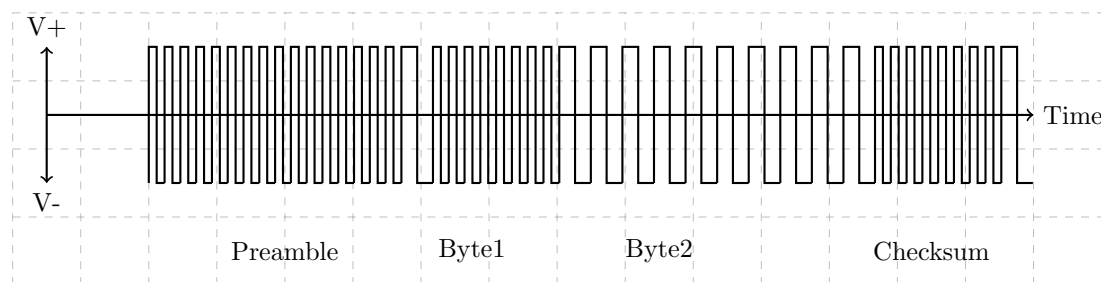 V+
Time
V-
Preamble
Byte1
Byte2
Checksum